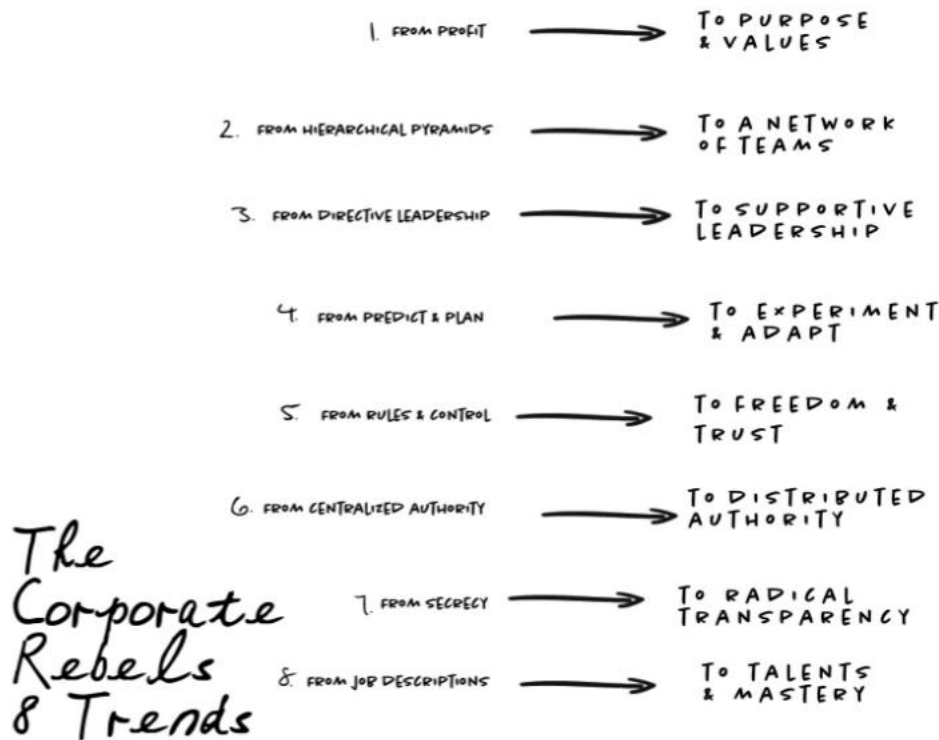 1. FROM PROFIT
TO PURPOSE
& VALUES
2. FROM HIERARCHICAL PYRAMIDS
TO A NETWORK
OF TEAMS
3. FROM DIRECTIVE LEADERSHIP
TO SUPPORTIVE
LEADERSHIP
4. FROM PREDICT & PLAN
TO EXPERIMENT
& ADAPT
5. FROM RULES & CONTROL
TO FREEDOM &
TRUST
6. FROM CENTRALIZED AUTHORITY
TO DISTRIBUTED
AUTHORITY
7. FROM SECRECY
TO RADICAL
TRANSPARENCY
8. FROM JOB DESCRIPTIONS
TO TALENTS
& MASTERY
The
Corporate
Rebels
8 Trends